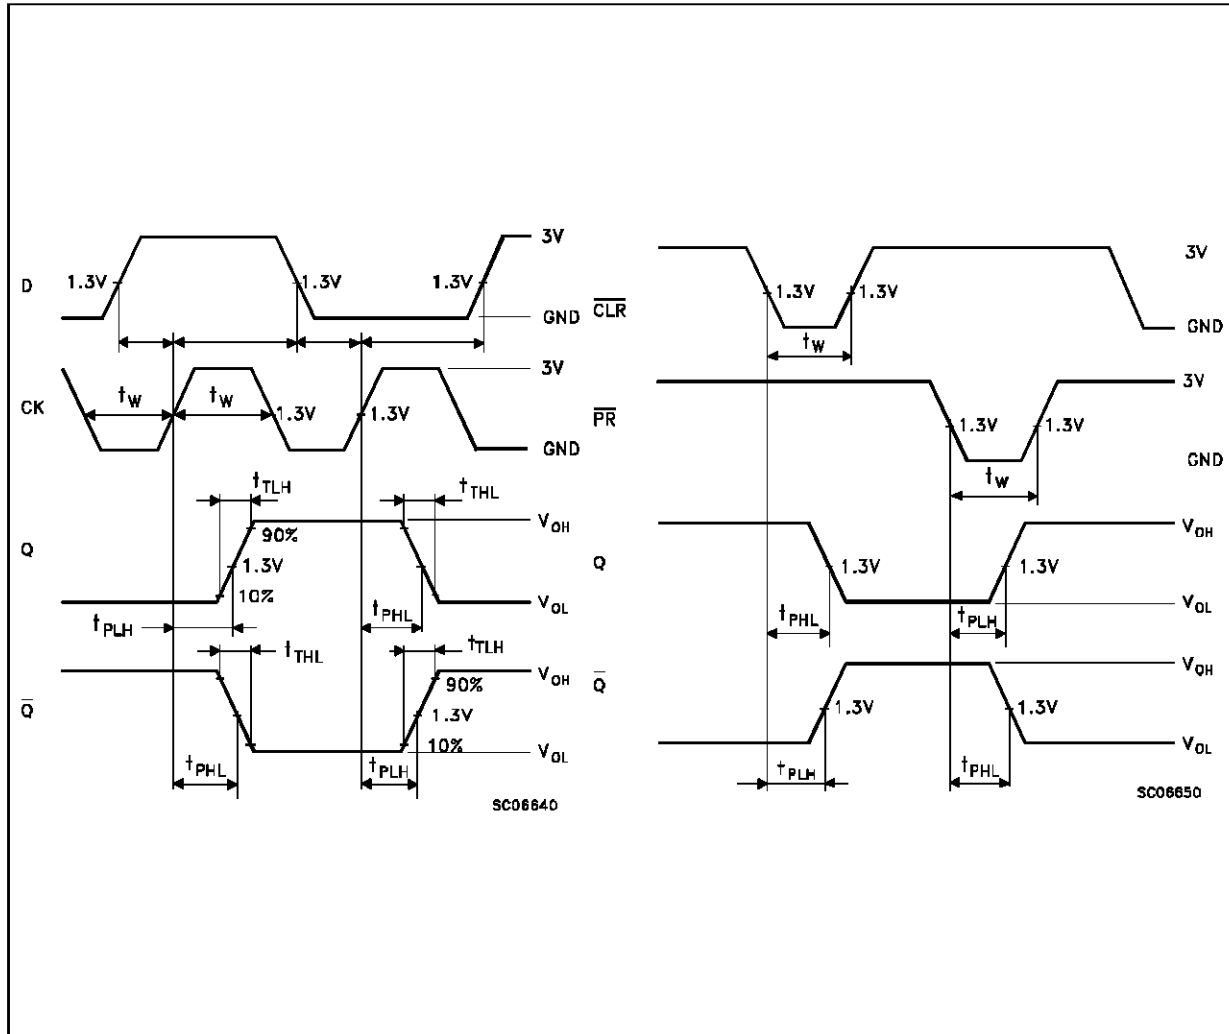 D
1.3V
1.3V
1.3V
3V
GND
CK
tW
tW
1.3V
1.3V
3V
GND
tTLH
tTHL
Q
90%
1.3V
10%
VOH
VOL
tPLH
tPHL
tTHL
tTLH
Q̅
90%
1.3V
10%
VOH
VOL
tPHL
tPLH
SC06640
C̅L̅R̅
1.3V
1.3V
3V
GND
tW
P̅R̅
1.3V
1.3V
3V
GND
tW
Q
1.3V
1.3V
VOH
VOL
tPHL
tPLH
Q̅
1.3V
1.3V
VOH
VOL
tPLH
tPHL
SC06650